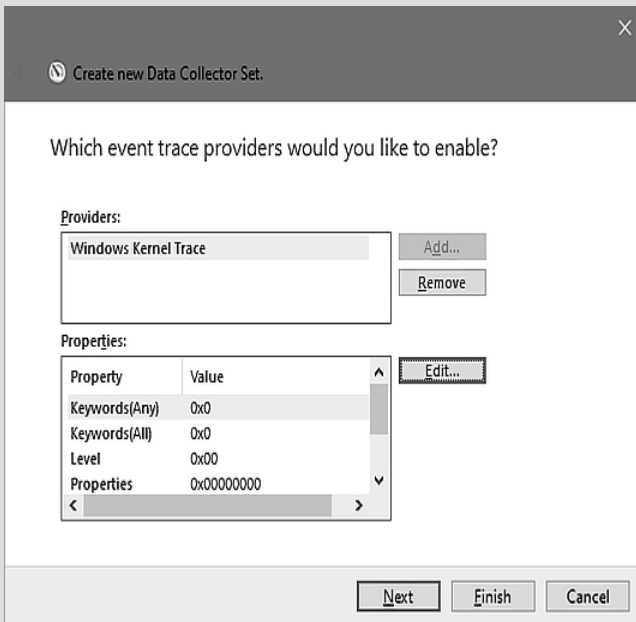 Create new Data Collector Set.
Which event trace providers would you like to enable?
Providers:
Windows Kernel Trace
Add...
Remove
Properties:
Property Value
Edit...
Keywords(Any) 0x0
Keywords(All) 0x0
Level 0x00
Properties 0x00000000
Next Finish Cancel